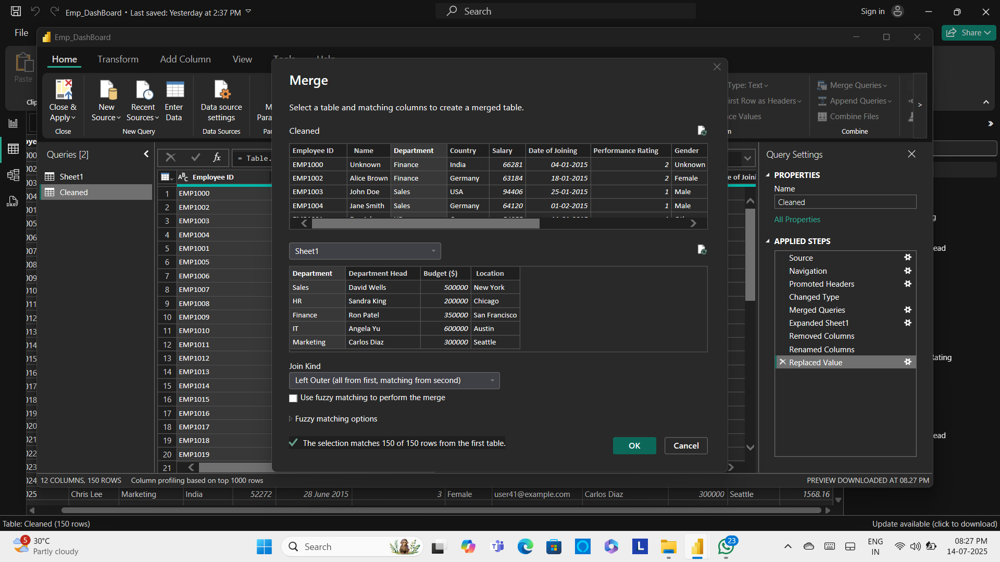 Emp_DashBoard • Last saved: Yesterday at 2:37 PM
Search
Sign in
File
Share
Paste
Clip
Emp_DashBoard
Home
Transform
Add Column
View
Tools
Help
Close & Apply
Close
New Source
Recent Sources
Enter Data
New Query
Data source settings
Data Sources
Type: Text
irst Row as Headers
ce Values
Merge Queries
Append Queries
Combine Files
Combine
Queries [2]
Sheet1
Cleaned
fx
= Table.
Employee ID
e of Joini
1 EMP1000
2 EMP1002
3 EMP1003
4 EMP1004
5 EMP1001
6 EMP1005
7 EMP1006
8 EMP1007
9 EMP1008
10 EMP1009
11 EMP1010
12 EMP1011
13 EMP1012
14 EMP1013
15 EMP1014
16 EMP1015
17 EMP1016
18 EMP1017
19 EMP1018
20 EMP1019
21
Merge
Select a table and matching columns to create a merged table.
Cleaned
Employee ID Name Department Country Salary Date of Joining Performance Rating Gender
EMP1000 Unknown Finance India 66281 04-01-2015 2 Unknown
EMP1002 Alice Brown Finance Germany 63184 18-01-2015 2 Female
EMP1003 John Doe Sales USA 94406 25-01-2015 1 Male
EMP1004 Jane Smith Sales Germany 64120 01-02-2015 1 Male
Sheet1
Department Department Head Budget ($) Location
Sales David Wells 500000 New York
HR Sandra King 200000 Chicago
Finance Ron Patel 350000 San Francisco
IT Angela Yu 600000 Austin
Marketing Carlos Diaz 300000 Seattle
Join Kind
Left Outer (all from first, matching from second)
Use fuzzy matching to perform the merge
Fuzzy matching options
The selection matches 150 of 150 rows from the first table.
OK
Cancel
Query Settings
PROPERTIES
Name
Cleaned
All Properties
APPLIED STEPS
Source
Navigation
Promoted Headers
Changed Type
Merged Queries
Expanded Sheet1
Removed Columns
Renamed Columns
Replaced Value
12 COLUMNS, 150 ROWS
Column profiling based on top 1000 rows
PREVIEW DOWNLOADED AT 08.27 PM
025 Chris Lee Marketing India 52272 28 June 2015 3 Female user41@example.com Carlos Diaz 300000 Seattle 1568.16
Table: Cleaned (150 rows)
Update available (click to download)
5
30°C
Partly cloudy
Search
23
ENG
IN
08:27 PM
14-07-2025